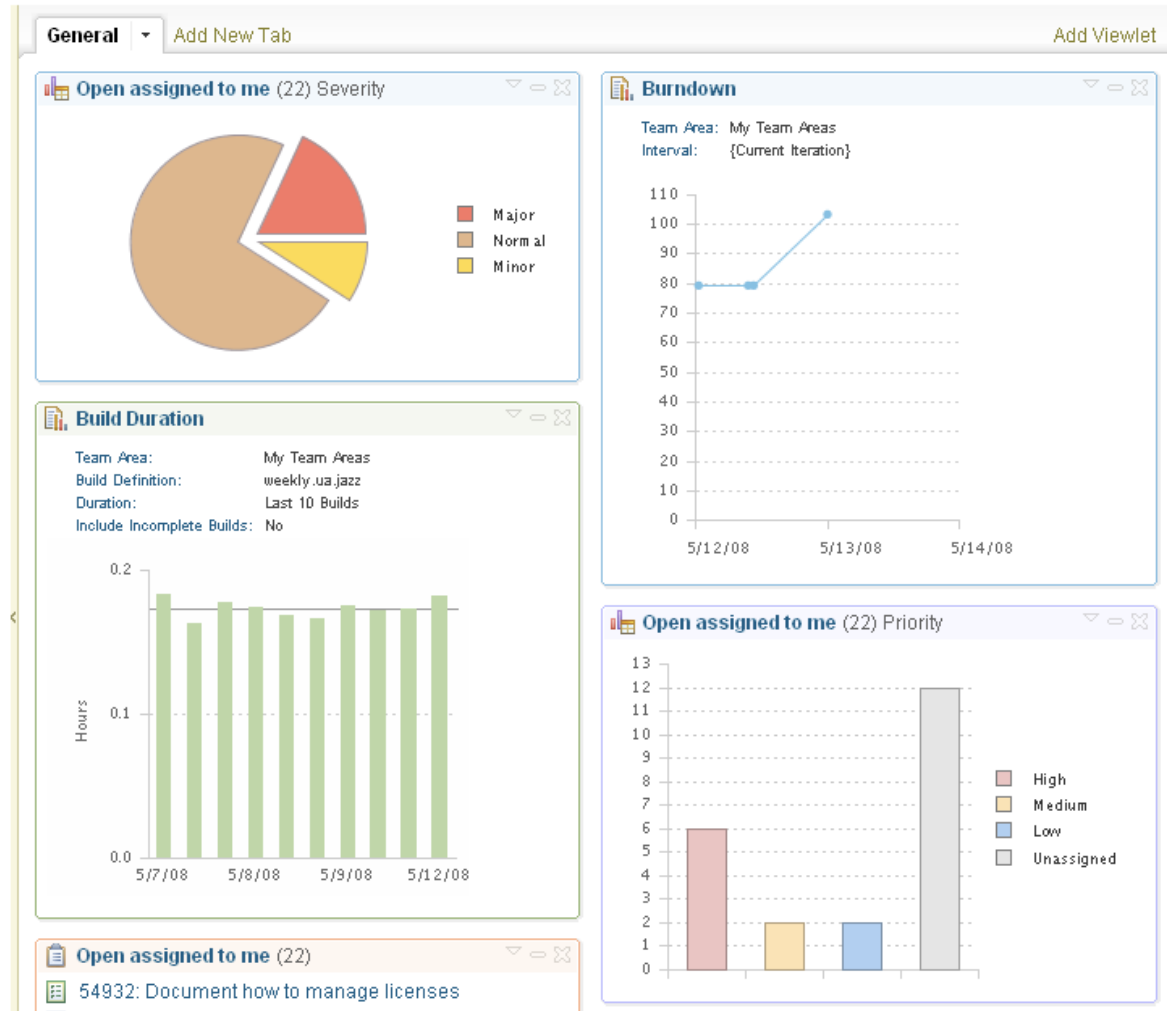 General Add New Tab Add Viewlet
Open assigned to me (22) Severity
Major
Normal
Minor
Burndown
Team Area: My Team Areas
Interval: {Current Iteration}
110
100
90
80
70
60
50
40
30
20
10
0
5/12/08 5/13/08 5/14/08
Build Duration
Team Area: My Team Areas
Build Definition: weekly.ua.jazz
Duration: Last 10 Builds
Include Incomplete Builds: No
Hours
0.2
0.1
0.0
5/7/08 5/8/08 5/9/08 5/12/08
Open assigned to me (22) Priority
13
12
11
10
9
8
7
6
5
4
3
2
1
0
High
Medium
Low
Unassigned
Open assigned to me (22)
54932: Document how to manage licenses